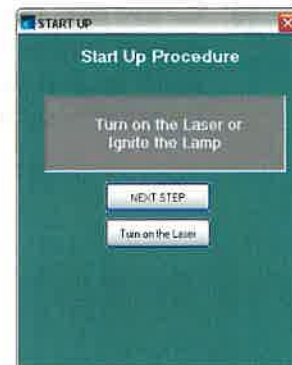 START UP
Start Up Procedure
Turn on the Laser or
Ignite the Lamp
NEXT STEP
Turn on the Laser